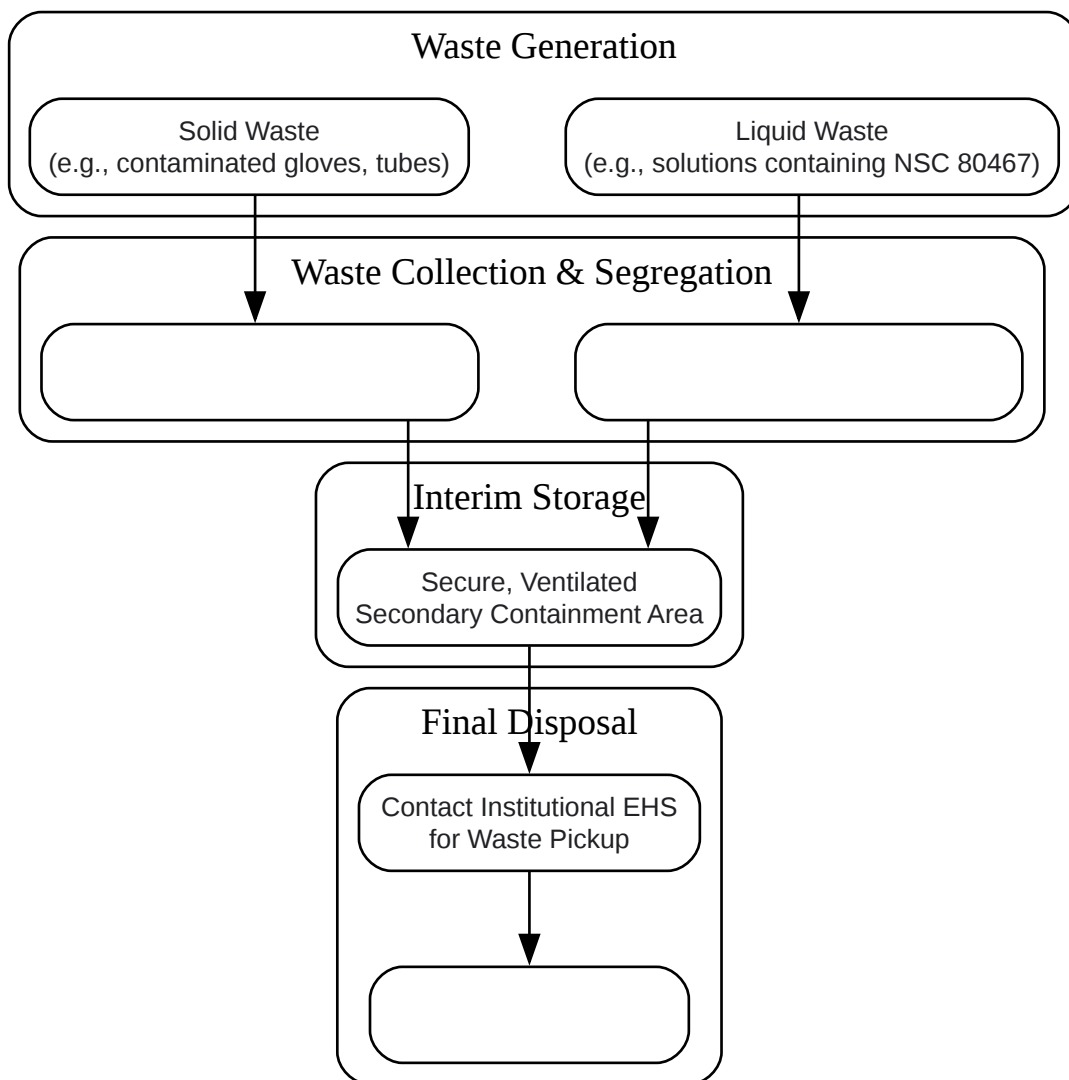 Waste Generation
Solid Waste
(e.g., contaminated gloves, tubes)
Liquid Waste
(e.g., solutions containing NSC 80467)
Waste Collection & Segregation
Interim Storage
Secure, Ventilated
Secondary Containment Area
Final Disposal
Contact Institutional EHS
for Waste Pickup